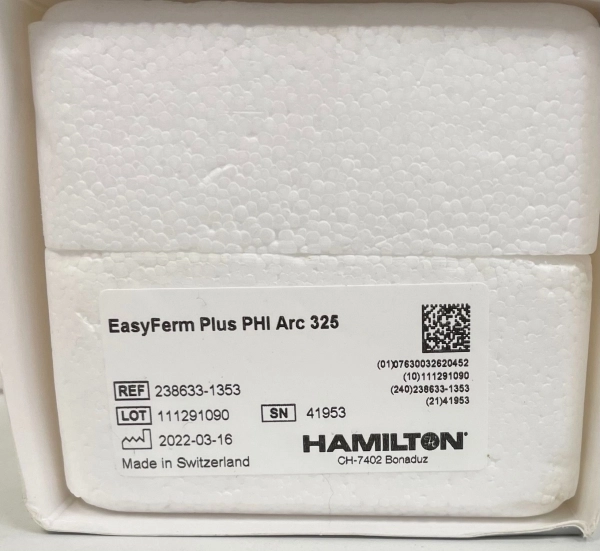 EasyFerm Plus PHI Arc 325
(01)07630032620452
(10)111291090
(240)238633-1353
(21)41953
REF 238633-1353
LOT 111291090 SN 41953
2022-03-16
Made in Switzerland
HAMILTON®
CH-7402 Bonaduz